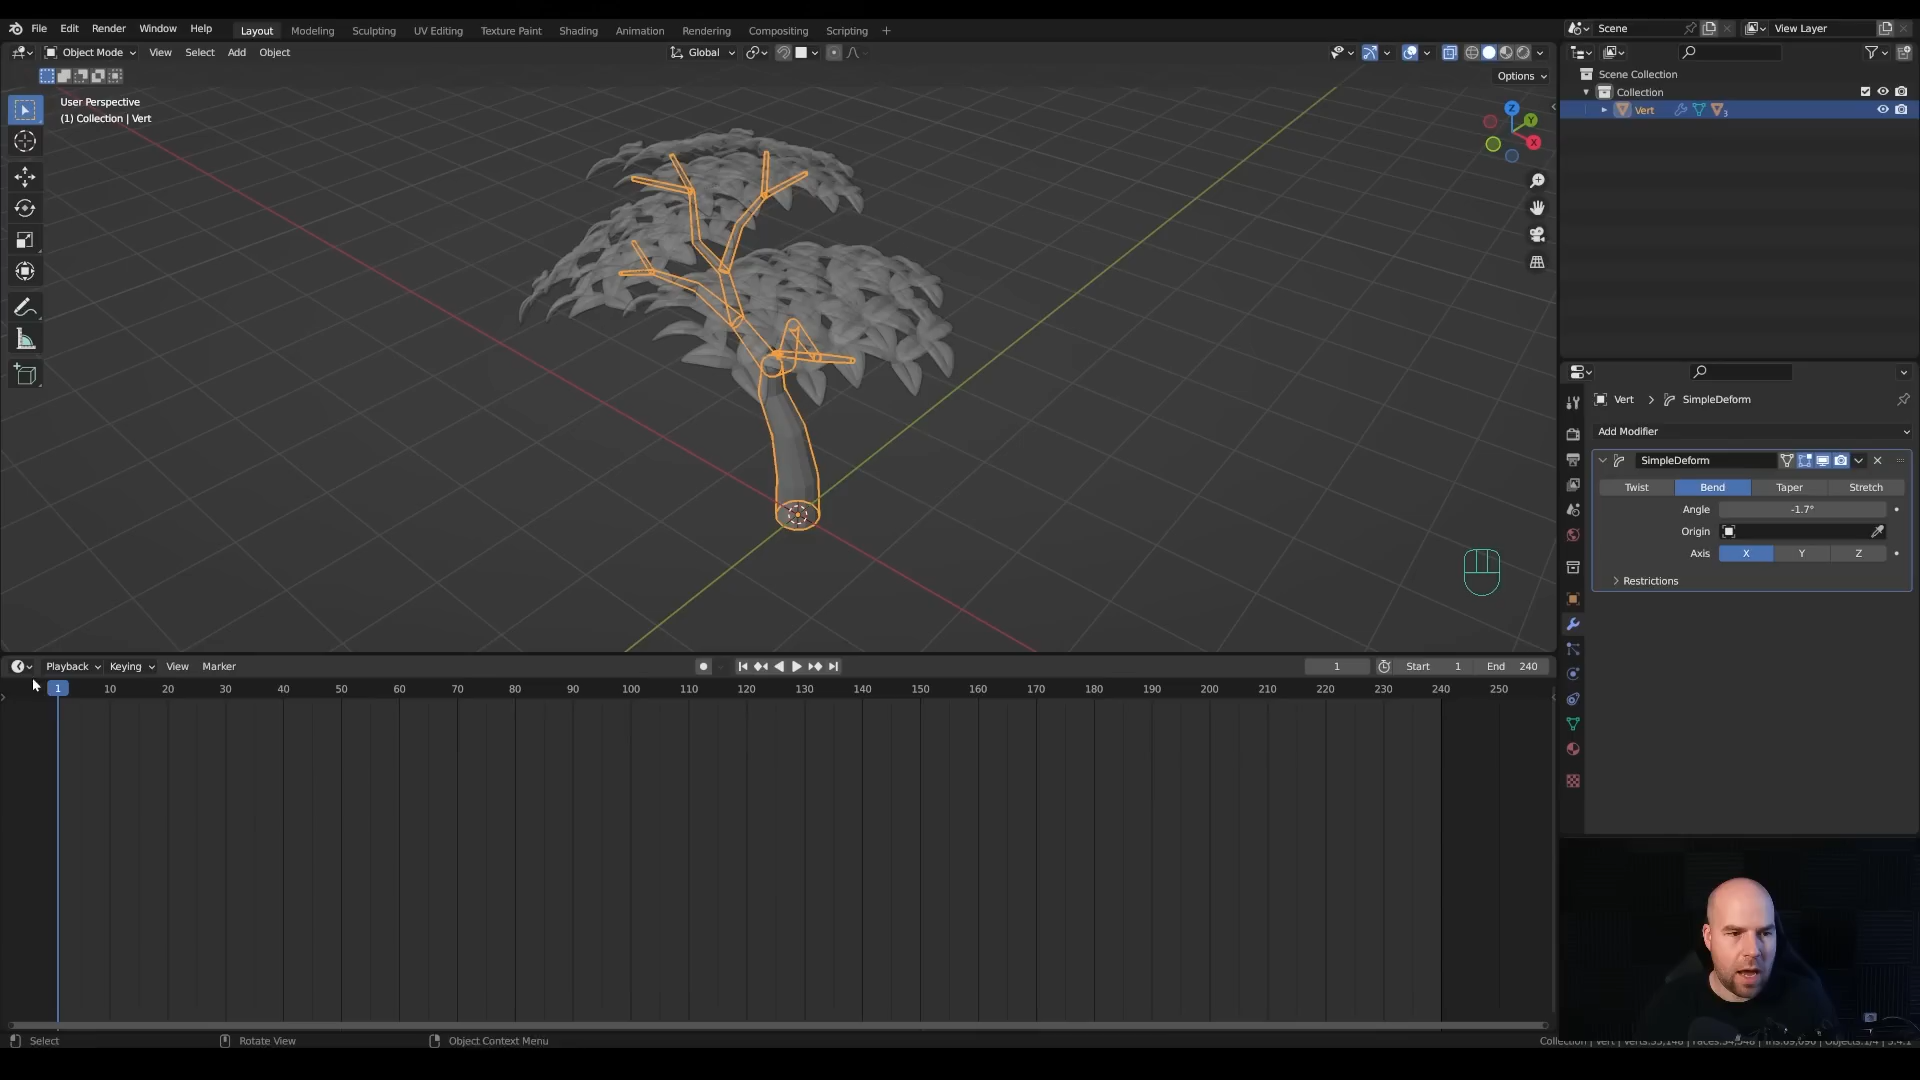 File Edit Render Window Help Layout Modeling Sculpting UV Editing Texture Paint Shading Animation Rendering Compositing Scripting + Scene View Layer
Object Mode View Select Add Object Global
Options
User Perspective
(1) Collection | Vert
Z
Y
X
Scene Collection
Collection
Vert 3
Vert > SimpleDeform
Add Modifier
SimpleDeform
Twist Bend Taper Stretch
Angle -1.7°
Origin
Axis X Y Z
Restrictions
Playback Keying View Marker 1 Start 1 End 240
1 10 20 30 40 50 60 70 80 90 100 110 120 130 140 150 160 170 180 190 200 210 220 230 240 250
Select Rotate View Object Context Menu